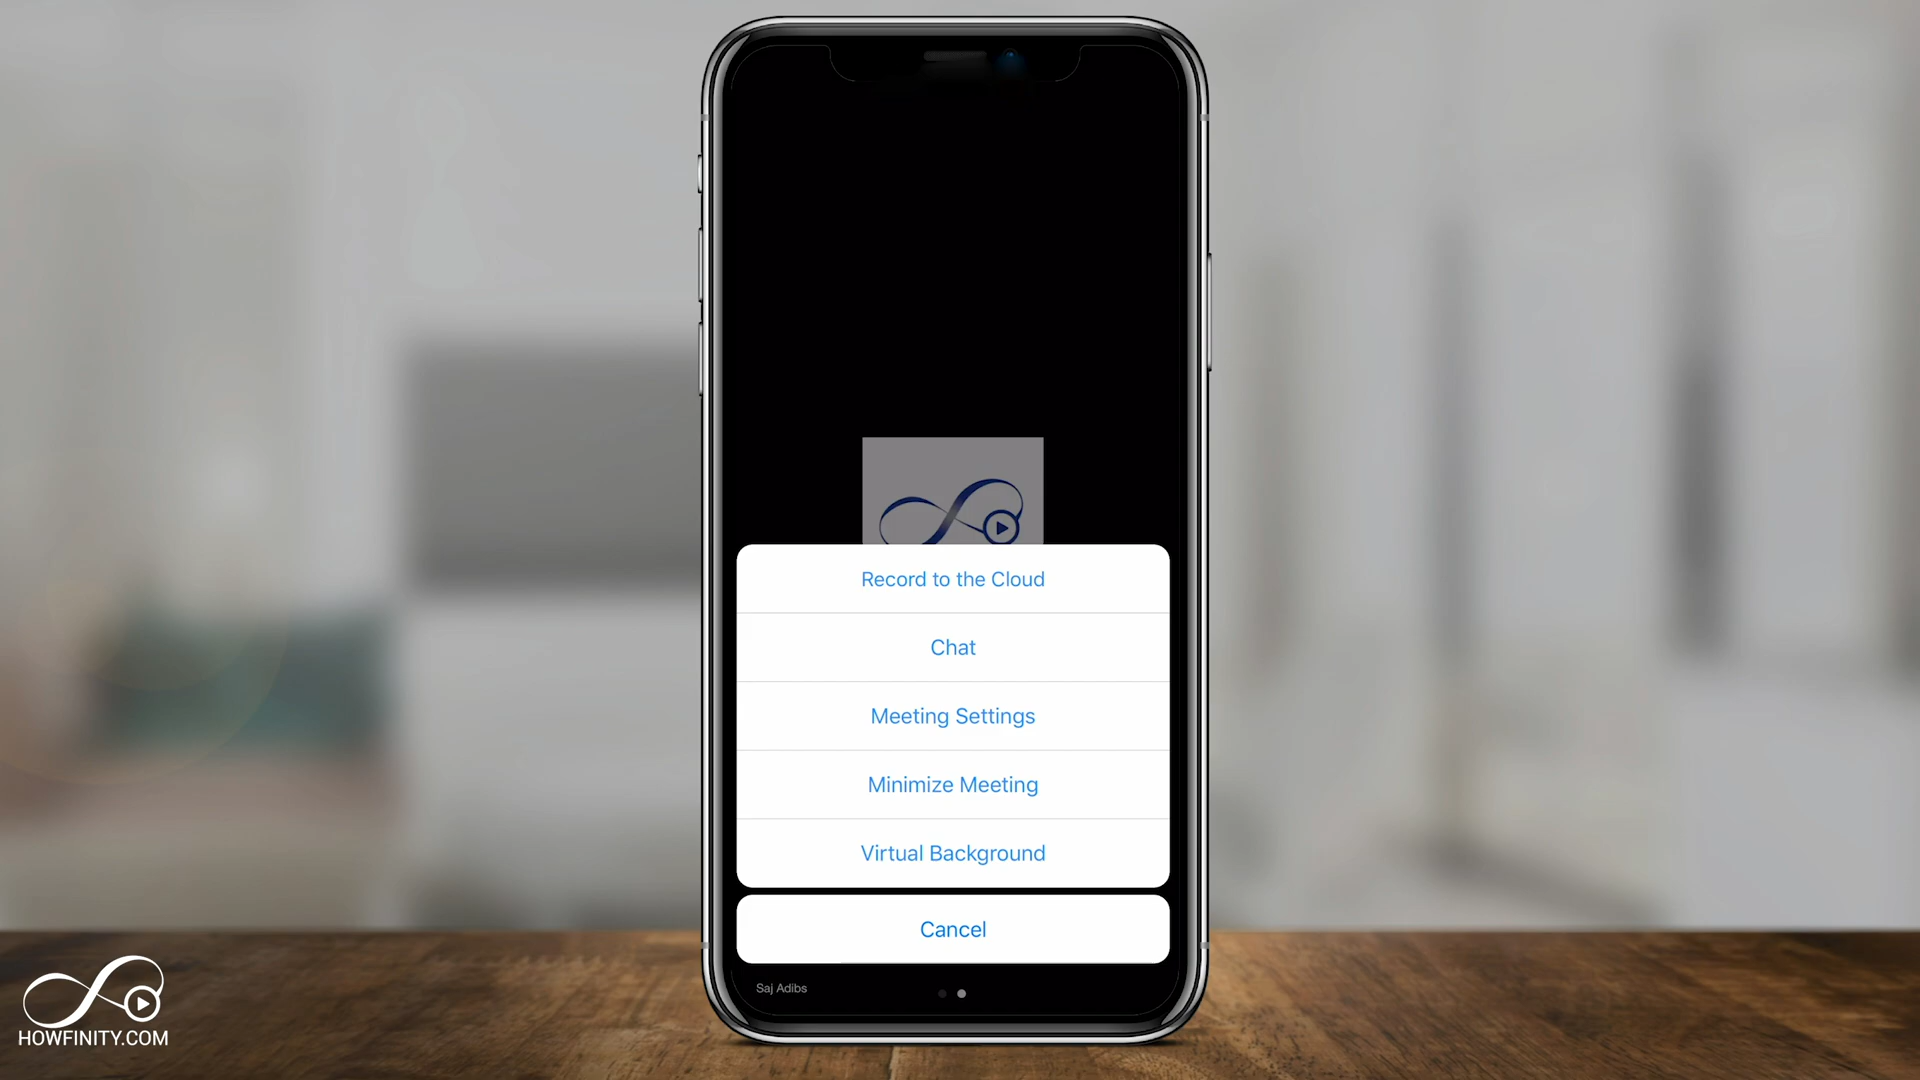 Record to the Cloud
Chat
Meeting Settings
Minimize Meeting
Virtual Background
Cancel
Saj Adibs
HOWFINITY.COM